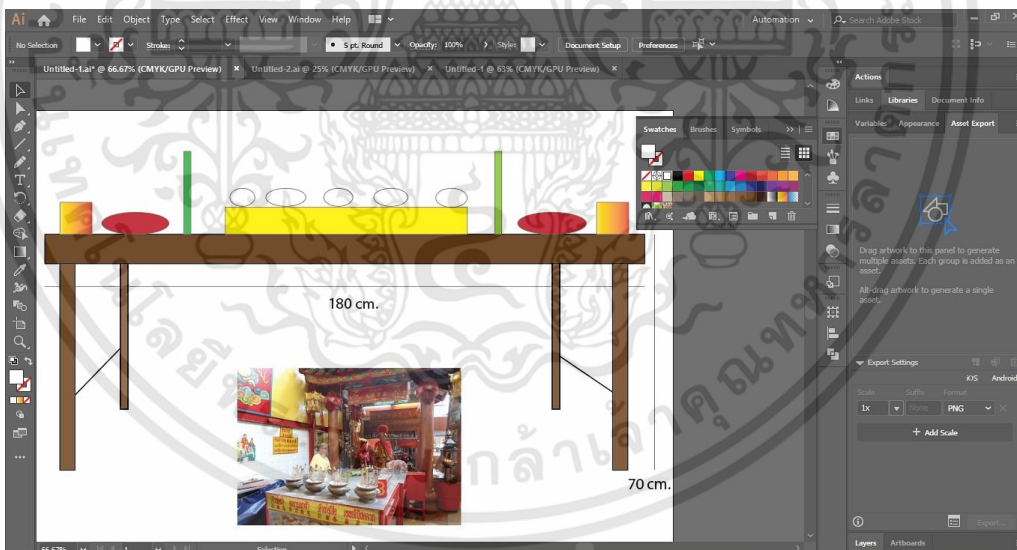 Ai File Edit Object Type Select Effect View Window Help Automation Search Adobe Stock
No Selection Stroke: 5 pt. Round Opacity: 100% Style: Document Setup Preferences
Untitled-1.ai* @ 66.67% (CMYK/GPU Preview) × Untitled-2.ai @ 25% (CMYK/GPU Preview) × Untitled-1 @ 63% (CMYK/GPU Preview) ×
Actions
Links Libraries Document Info
Variables Appearance Asset Export
Swatches Brushes Symbols
Drag artwork to this panel to generate
multiple assets. Each group is added as an
asset.
Alt-drag artwork to generate a single
asset.
180 cm.
70 cm.
Export Settings
iOS Android
Scale Suffix Format
1x None PNG
+ Add Scale
Export...
Layers Artboards
66.67% 1 Selection